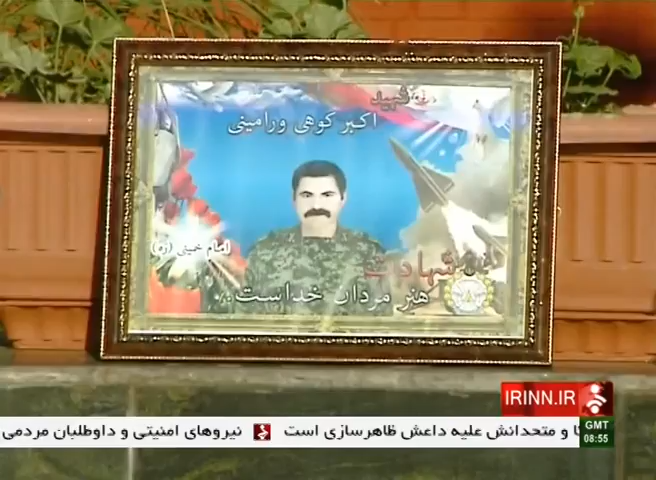 شهید
اکبر کوهی ورامینی
امام خمینی (ره)
شهادت
هنر مردان خداست
IRINN.IR
GMT
08:55
کا و متحدانش علیه داعش ظاهرسازی است
نیروهای امنیتی و داوطلبان مردمی